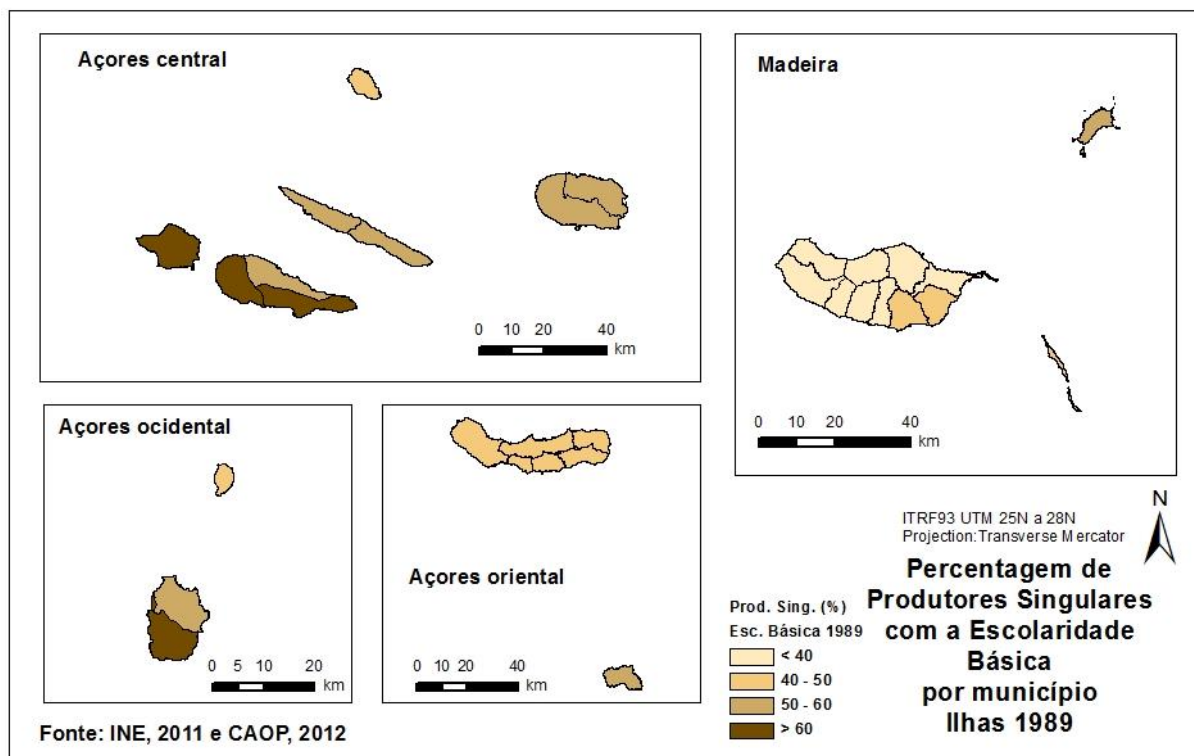 Açores central
0 10 20 40
km
Madeira
0 10 20 40
km
Açores ocidental
0 5 10 20
km
Açores oriental
0 10 20 40
km
N
ITRF93 UTM 25N a 28N
Projection:Transverse Mercator
Percentagem de
Produtores Singulares
com a Escolaridade
Básica
por município
Ilhas 1989
Prod. Sing. (%)
Esc. Básica 1989
< 40
40 - 50
50 - 60
> 60
Fonte: INE, 2011 e CAOP, 2012